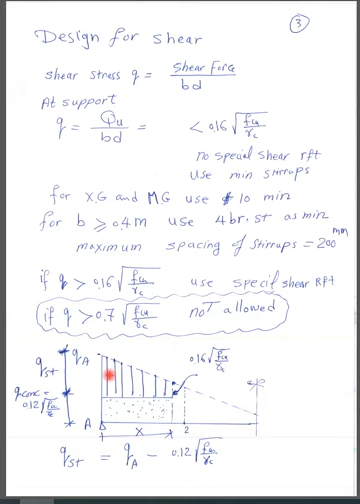 3
Design for shear
shear stress q = Shear Force / bd
At support
q = Qu / bd = < 0.16 √(fcu/γc)
no special shear rft
use min stirrups
for XG and MG use ϕ 10 min
for b ⩾ 0.4 m use 4 br. st as min
maximum spacing of stirrups = 200 mm
if q > 0.16 √(fcu/γc) use specil shear Rft
if q > 0.7 √(fcu/γc) noT allowed
qst qA 0.16 √(fcu/γc)
qconc = 0.12 √(fcu/γc)
A x 2
qst = qA − 0.12 √(fcu/γc)